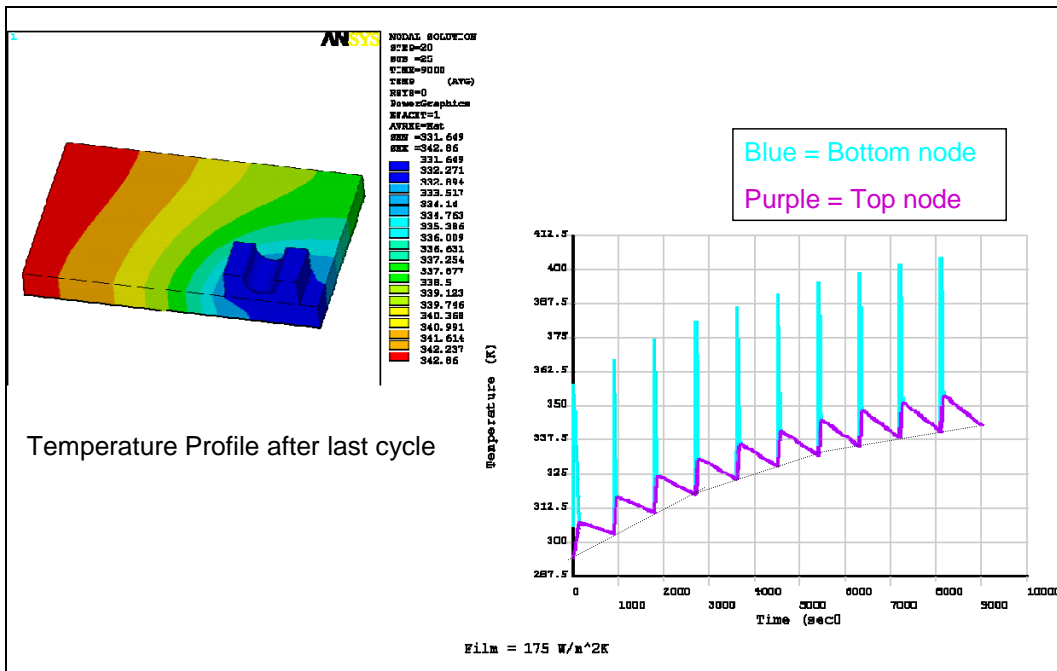 1
ANSYS
NODAL SOLUTION
STEP=20
SUB =25
TIME=9000
TEMP (AVG)
RSYS=0
PowerGraphics
EFACET=1
AVRES=Mat
SMN =331.649
SMX =342.86
331.649
332.271
332.894
333.517
334.14
334.763
335.386
336.009
336.631
337.254
337.877
338.5
339.123
339.746
340.368
340.991
341.614
342.237
342.86
Temperature Profile after last cycle
Blue = Bottom node
Purple = Top node
412.5
400
387.5
375
362.5
350
337.5
325
312.5
300
287.5
Temperature (K)
0
1000
2000
3000
4000
5000
6000
7000
8000
9000
10000
Time (sec)
Film = 175 W/m^2K